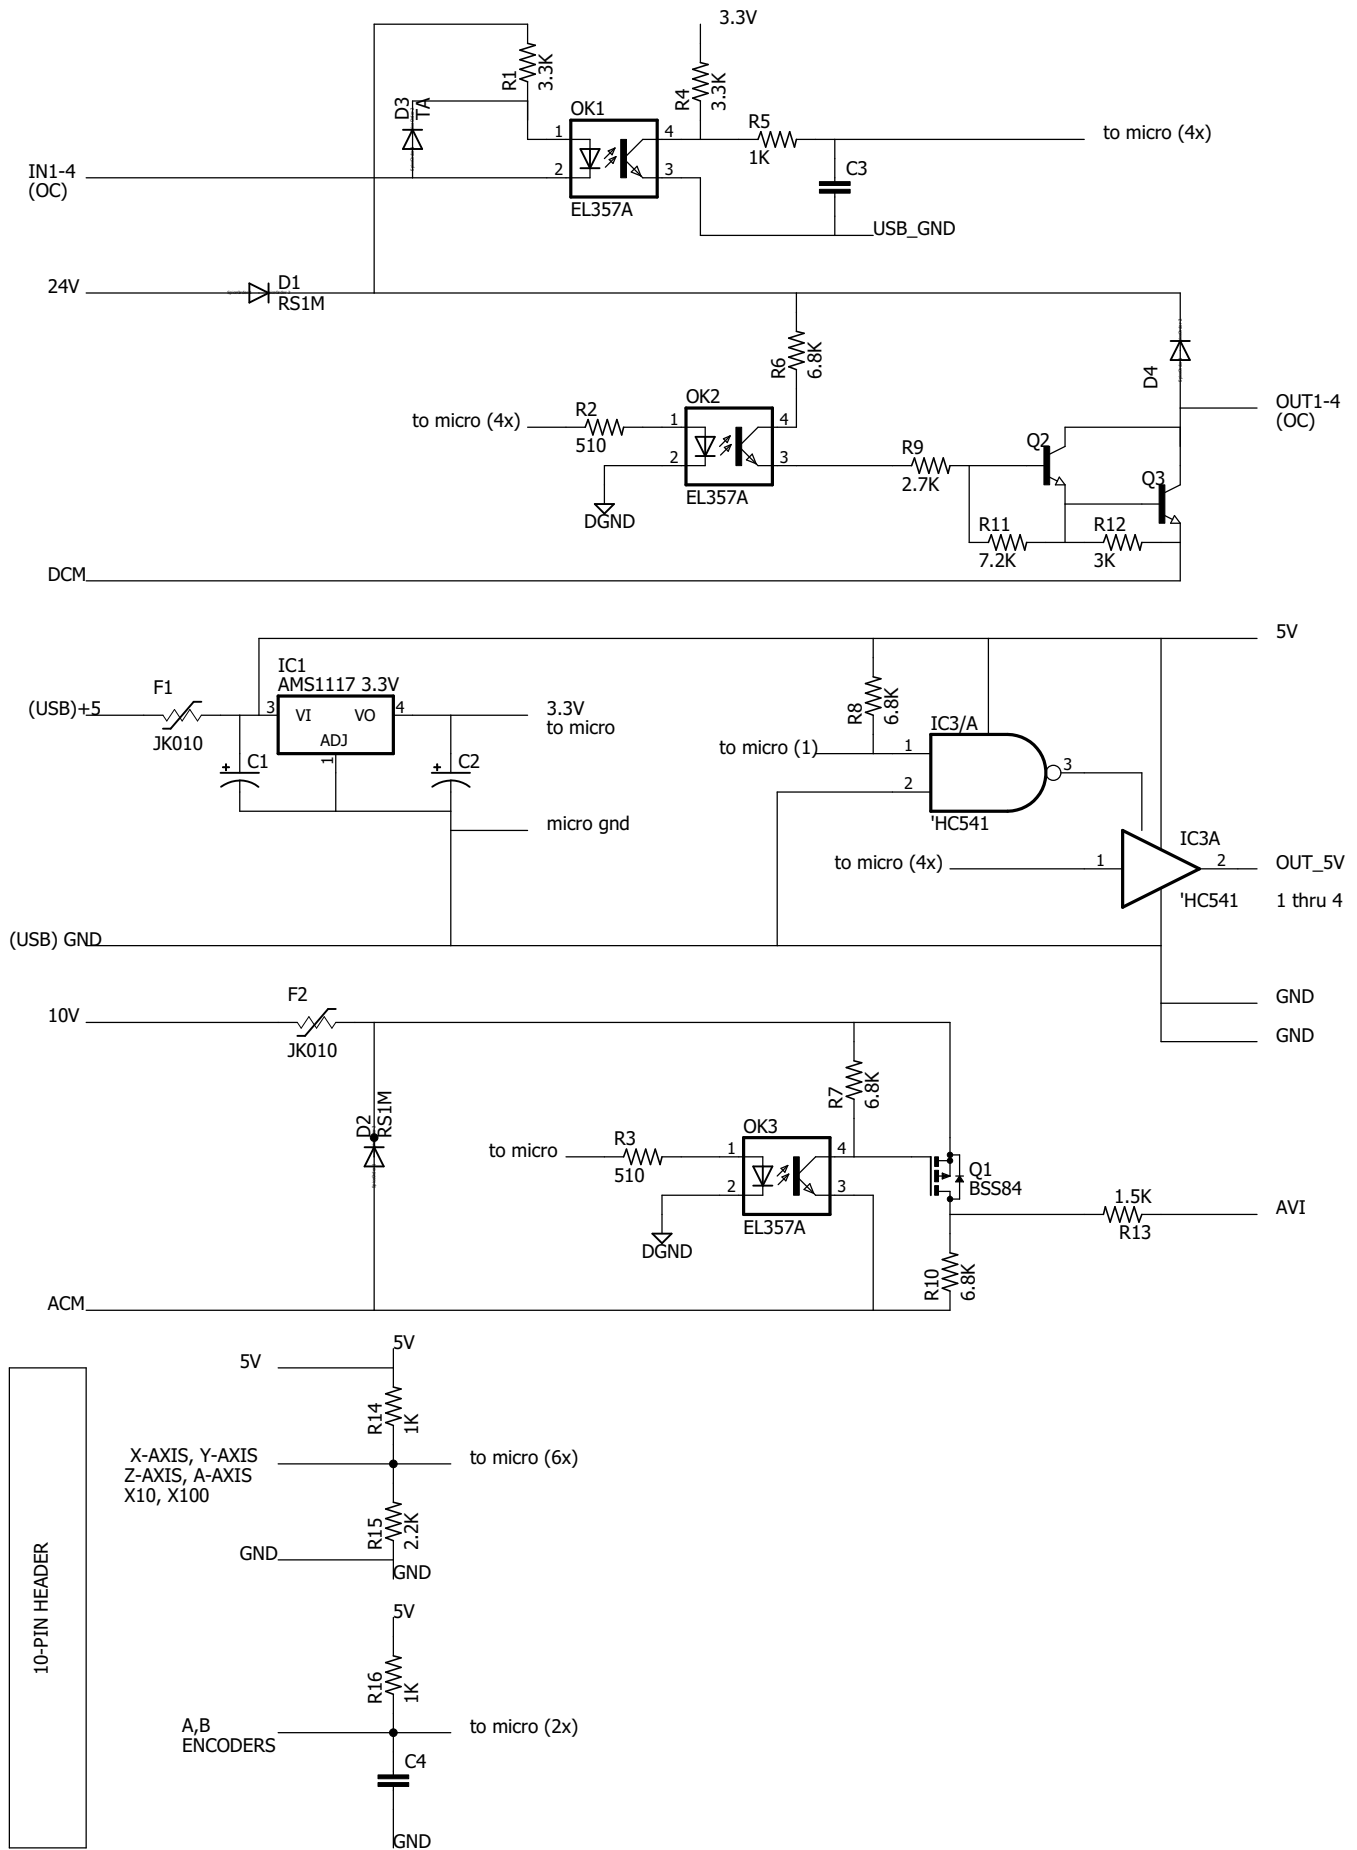 3.3V
R1
3.3K
D3
TA
R4
3.3K
OK1
1
2
4
3
EL357A
R5
1K
to micro (4x)
C3
USB_GND
IN1-4
(OC)
24V
D1
RS1M
R6
6.8K
D4
to micro (4x)
R2
510
OK2
1
2
4
3
EL357A
DGND
R9
2.7K
Q2
Q3
OUT1-4
(OC)
R11
7.2K
R12
3K
DCM
5V
(USB)+5
F1
JK010
IC1
AMS1117 3.3V
3
VI
VO
4
ADJ
1
+
C1
+
C2
3.3V
to micro
micro gnd
R8
6.8K
to micro (1)
IC3/A
1
2
3
'HC541
to micro (4x)
1
2
IC3A
'HC541
OUT_5V
1 thru 4
(USB) GND
GND
GND
10V
F2
JK010
D2
RS1M
R7
6.8K
to micro
R3
510
OK3
1
2
4
3
EL357A
DGND
Q1
BSS84
1.5K
R13
AVI
R10
6.8K
ACM
10-PIN HEADER
5V
5V
R14
1K
X-AXIS, Y-AXIS
Z-AXIS, A-AXIS
X10, X100
to micro (6x)
R15
2.2K
GND
GND
5V
R16
1K
A,B
ENCODERS
to micro (2x)
C4
GND